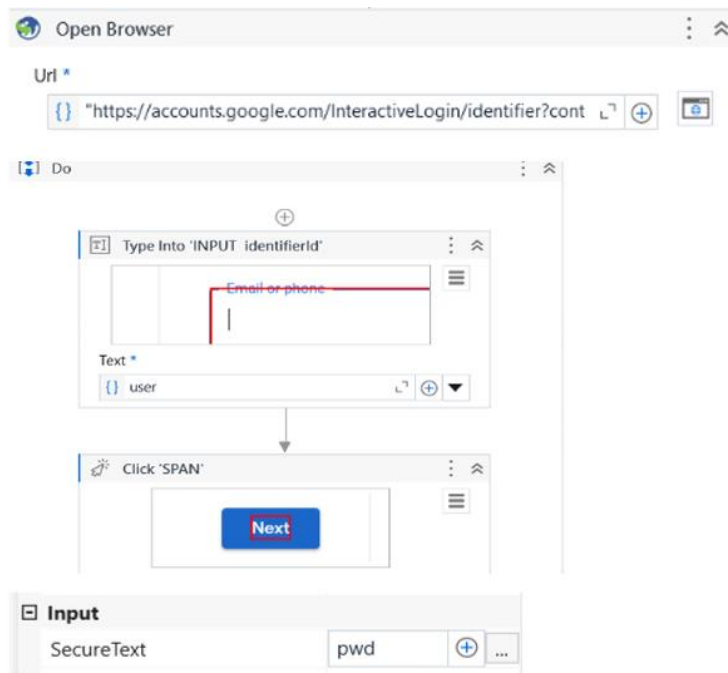 Open Browser
Url *
{} "https://accounts.google.com/InteractiveLogin/identifier?cont
Do
Type Into 'INPUT identifierId'
Email or phone
Text *
{} user
Click 'SPAN'
Next
Input
SecureText pwd ...